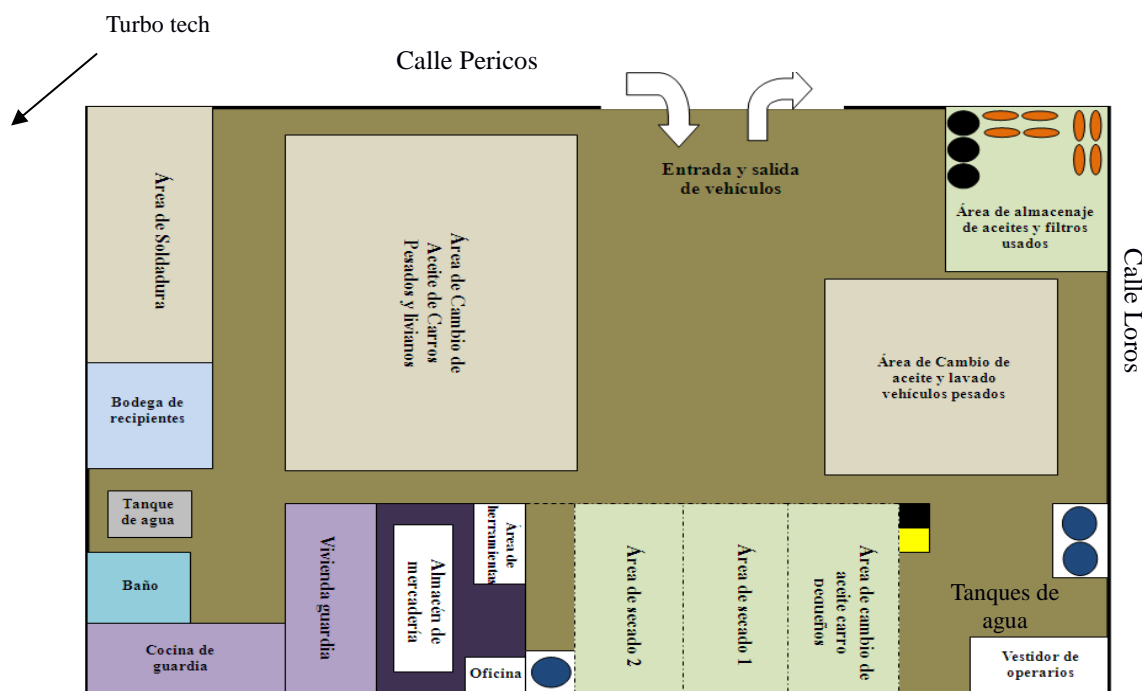 Turbo tech
Calle Pericos
Entrada y salida
de vehículos
Área de almacenaje
de aceites y filtros
usados
Calle Loros
Área de Soldadura
Área de Cambio de
Aceite de Carros
Pesados y livianos
Área de Cambio de
aceite y lavado
vehículos pesados
Bodega de
recipientes
Tanque
de agua
Baño
Cocina de
guardia
Vivienda guardia
Almacén de
mercadería
Área de
herramientas
Oficina
Área de secado 2
Área de secado 1
Área de cambio de
aceite carro
pequeños
Tanques de
agua
Vestidor de
operarios